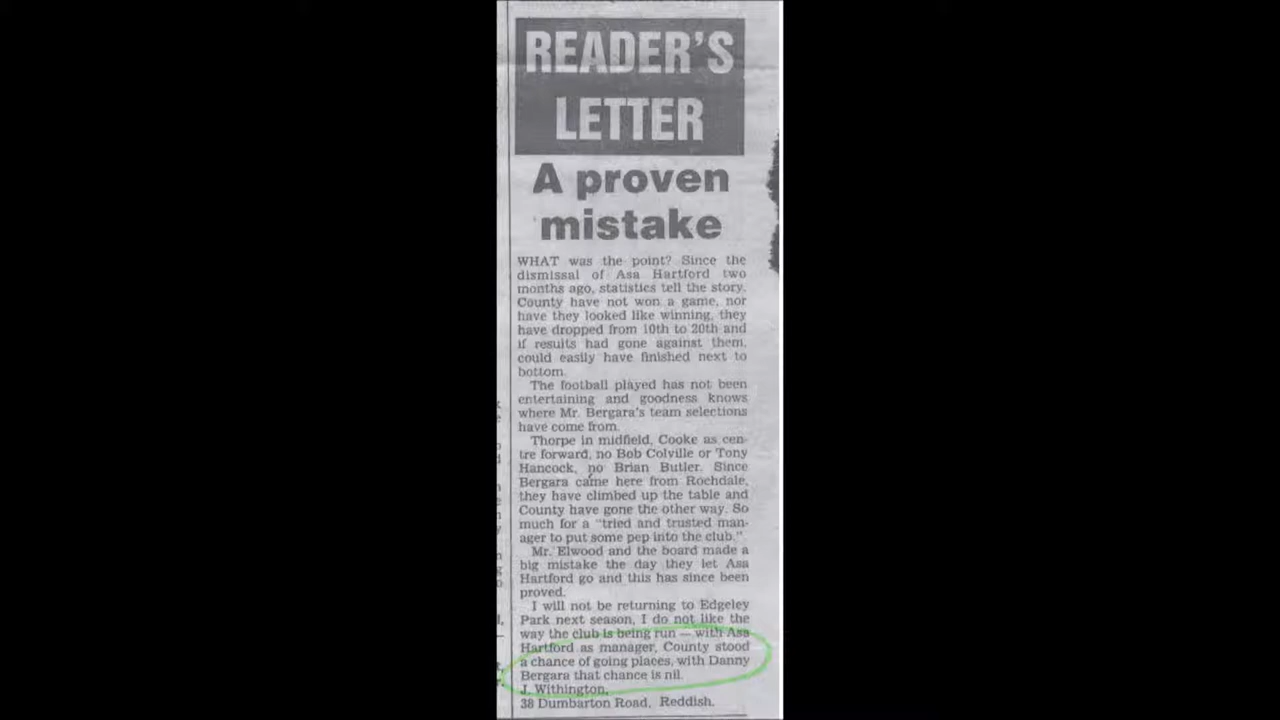 READER'S
LETTER
A proven
mistake
WHAT was the point? Since the
dismissal of Asa Hartford two
months ago, statistics tell the story.
County have not won a game, nor
have they looked like winning, they
have dropped from 10th to 20th and
if results had gone against them,
could easily have finished next to
bottom.
The football played has not been
entertaining and goodness knows
where Mr. Bergara's team selections
have come from.
Thorpe in midfield, Cooke as cen-
tre forward, no Bob Colville or Tony
Hancock, no Brian Butler. Since
Bergara came here from Rochdale,
they have climbed up the table and
County have gone the other way. So
much for a "tried and trusted man-
ager to put some pep into the club."
Mr. Elwood and the board made a
big mistake the day they let Asa
Hartford go and this has since been
proved.
I will not be returning to Edgeley
Park next season, I do not like the
way the club is being run — with Asa
Hartford as manager, County stood
a chance of going places, with Danny
Bergara that chance is nil.
J. Withington,
38 Dumbarton Road, Reddish.